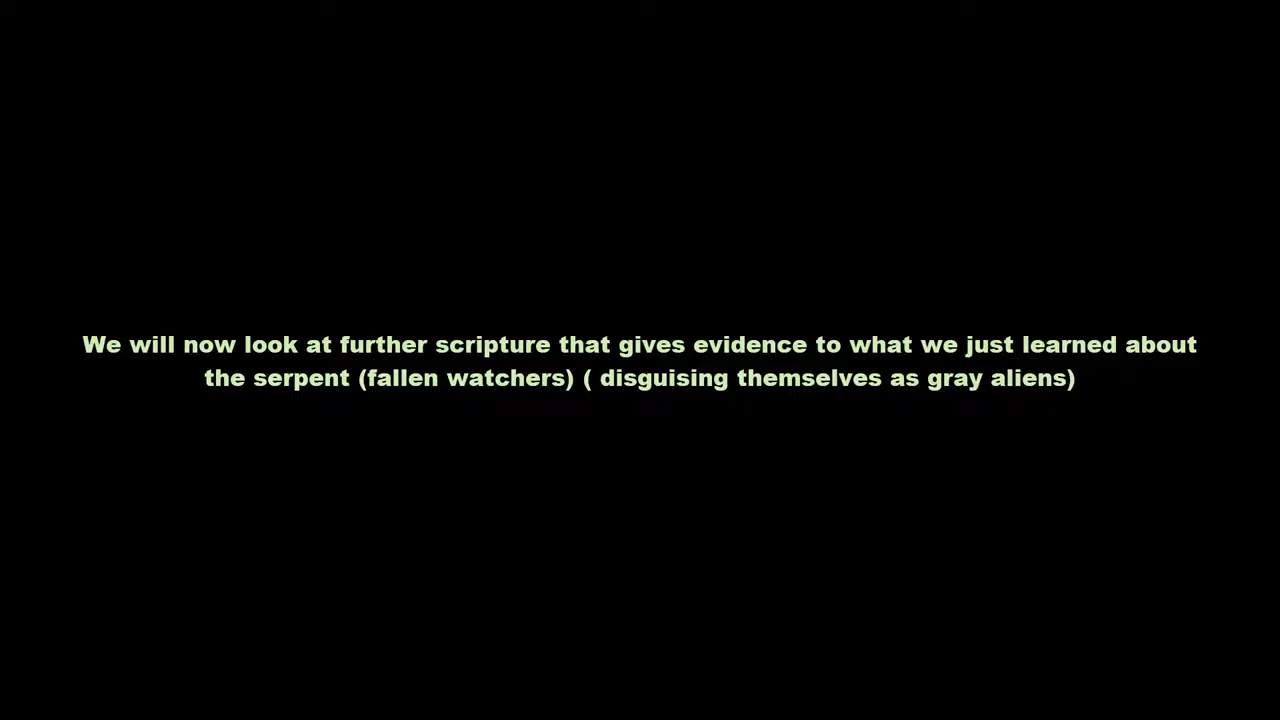 We will now look at further scripture that gives evidence to what we just learned about
the serpent (fallen watchers) ( disguising themselves as gray aliens)